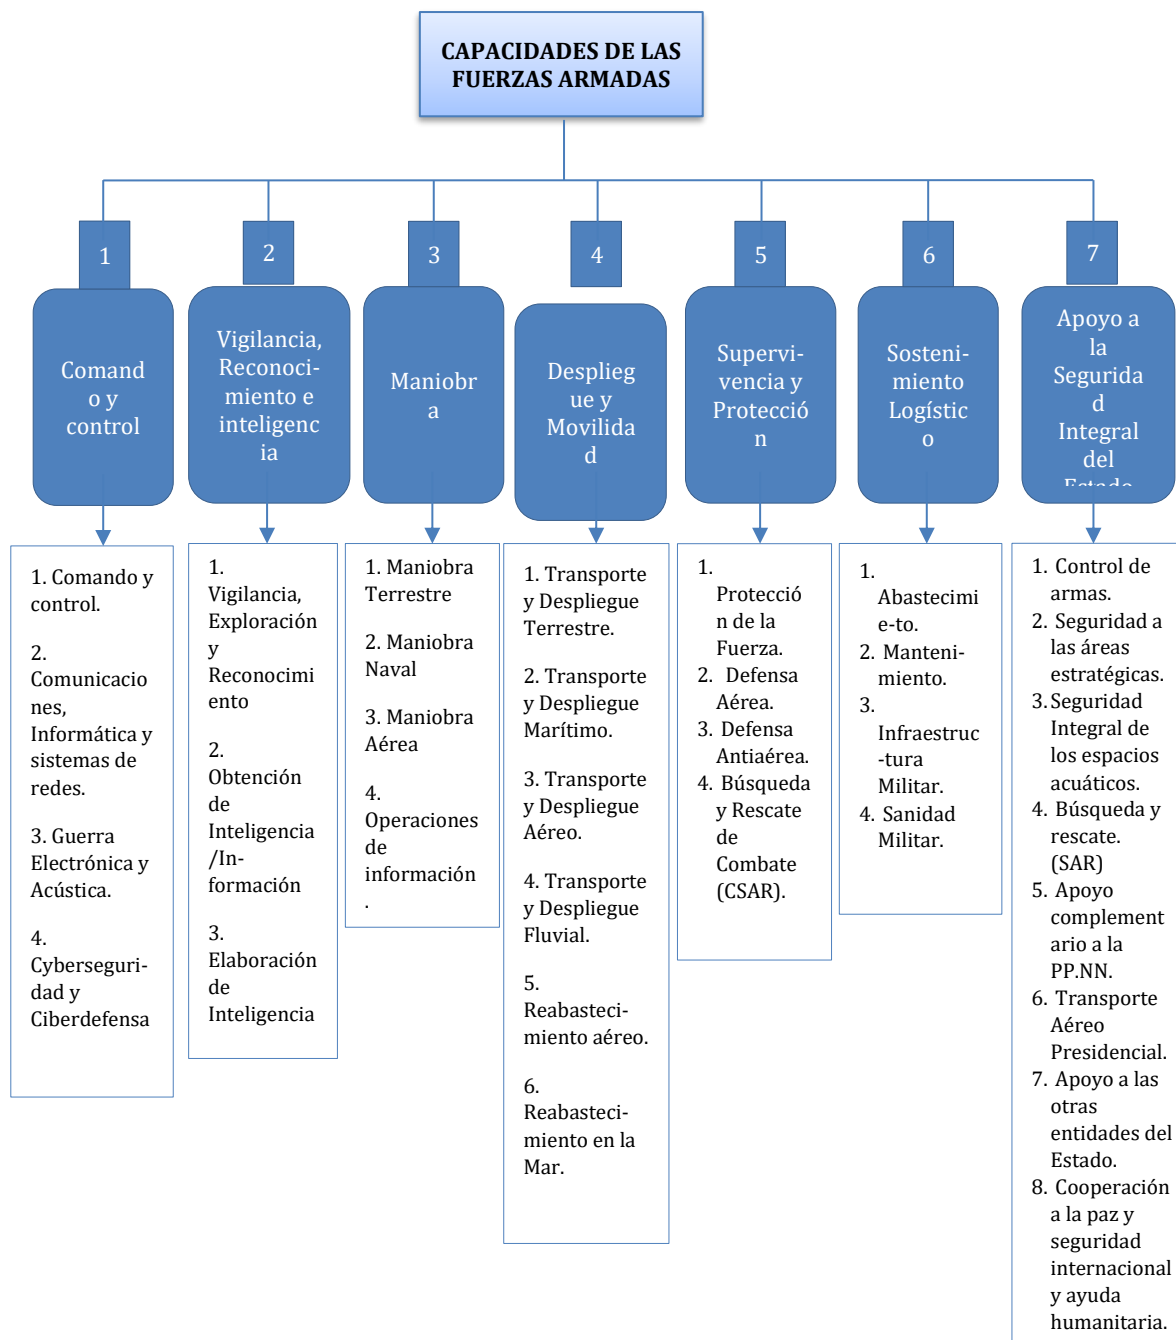 CAPACIDADES DE LAS
FUERZAS ARMADAS
1
2
3
4
5
6
7
Comand
o y
control
Vigilancia,
Reconoci-
miento e
inteligenc
ia
Maniobr
a
Desplieg
ue y
Movilida
d
Supervi-
vencia y
Protecció
n
Sosteni-
miento
Logístic
o
Apoyo a
la
Segurida
d
Integral
del
Estado
1. Comando y
control.
2.
Comunicacio
nes,
Informática y
sistemas de
redes.
3. Guerra
Electrónica y
Acústica.
4.
Cyberseguri-
dad y
Ciberdefensa
1.
Vigilancia,
Exploración
y
Reconocimi
ento
2.
Obtención
de
Inteligencia
/In-
formación
3.
Elaboración
de
Inteligencia
1. Maniobra
Terrestre
2. Maniobra
Naval
3. Maniobra
Aérea
4.
Operaciones
de
información
.
1. Transporte
y Despliegue
Terrestre.
2. Transporte
y Despliegue
Marítimo.
3. Transporte
y Despliegue
Aéreo.
4. Transporte
y Despliegue
Fluvial.
5.
Reabasteci-
miento aéreo.
6.
Reabasteci-
miento en la
Mar.
1.
Protecció
n de la
Fuerza.
2. Defensa
Aérea.
3. Defensa
Antiaérea.
4. Búsqueda
y Rescate
de
Combate
(CSAR).
1.
Abastecimi
e-to.
2. Manteni-
miento.
3.
Infraestruc
-tura
Militar.
4. Sanidad
Militar.
1. Control de
armas.
2. Seguridad a
las áreas
estratégicas.
3. Seguridad
Integral de
los espacios
acuáticos.
4. Búsqueda y
rescate.
(SAR)
5. Apoyo
complement
ario a la
PP.NN.
6. Transporte
Aéreo
Presidencial.
7. Apoyo a las
otras
entidades del
Estado.
8. Cooperación
a la paz y
seguridad
internacional
y ayuda
humanitaria.